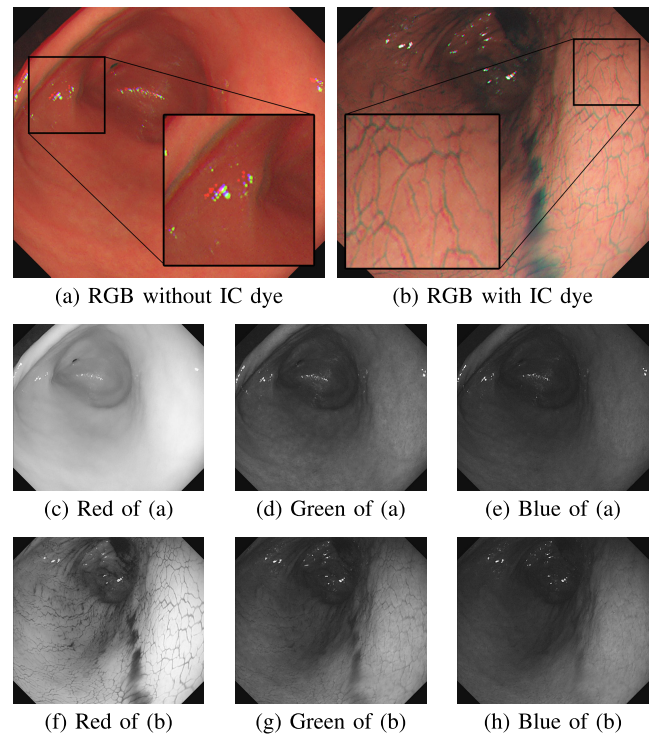 (a) RGB without IC dye
(b) RGB with IC dye
(c) Red of (a)
(d) Green of (a)
(e) Blue of (a)
(f) Red of (b)
(g) Green of (b)
(h) Blue of (b)